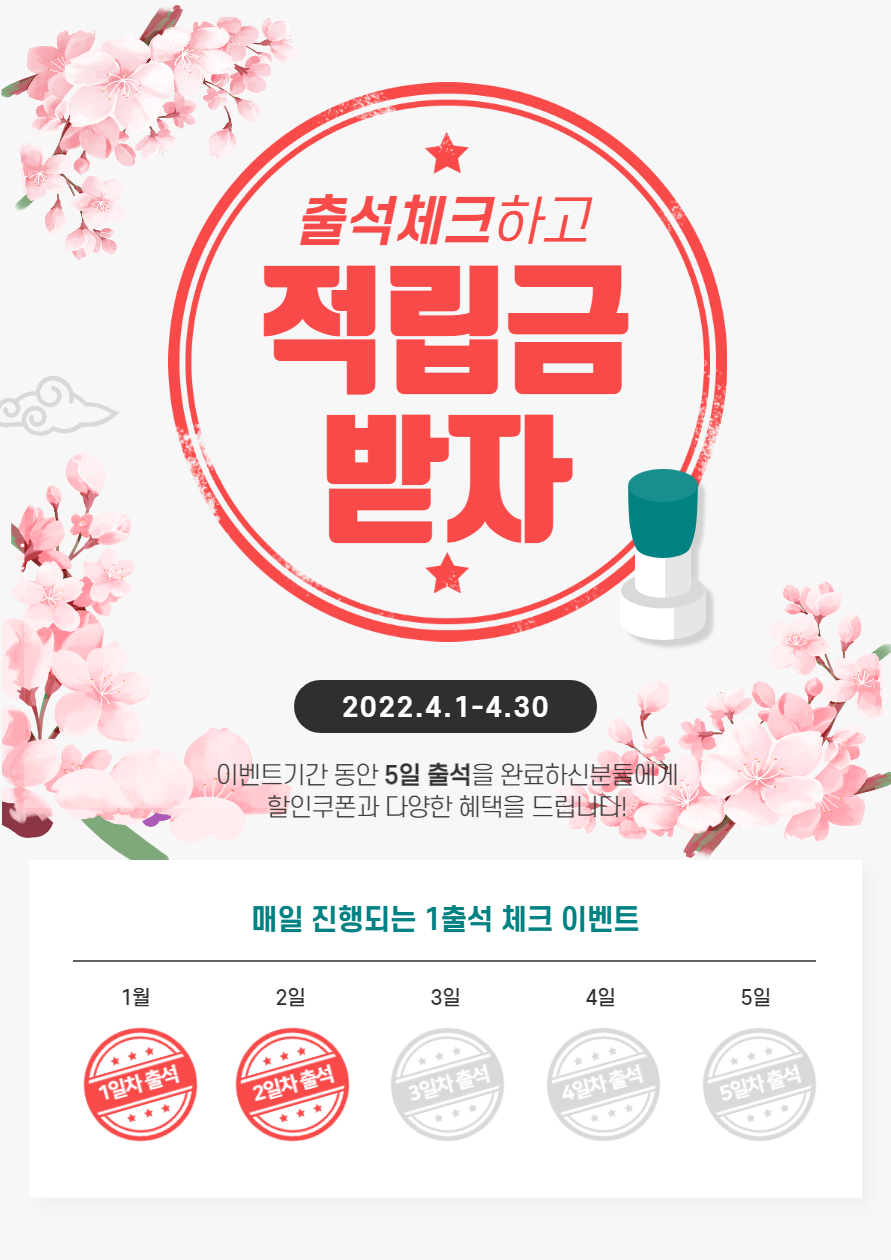 출석체크하고
적립금
받자
2022.4.1-4.30
이벤트기간 동안 5일 출석을 완료하신분들에게
할인쿠폰과 다양한 혜택을 드립니다!
매일 진행되는 1출석 체크 이벤트
1월 2일 3일 4일 5일
1일차 출석 2일차 출석 3일차 출석 4일차 출석 5일차 출석